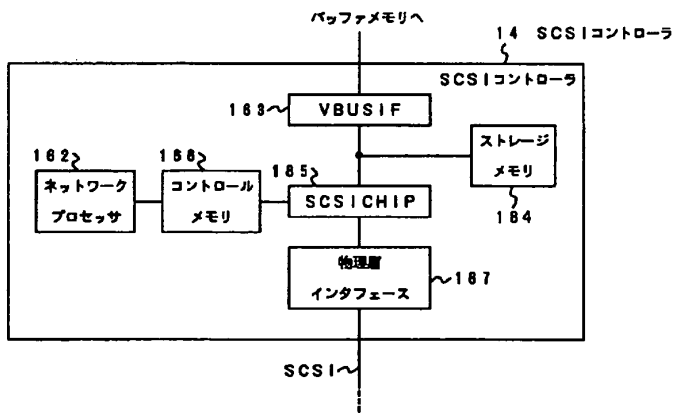 バッファメモリへ
14 SCSIコントローラ
SCSIコントローラ
163
VBUSIF
ストレージ
メモリ
184
162
ネットワーク
プロセッサ
166
コントロール
メモリ
185
SCSICHIP
物理層
インタフェース
187
SCSI